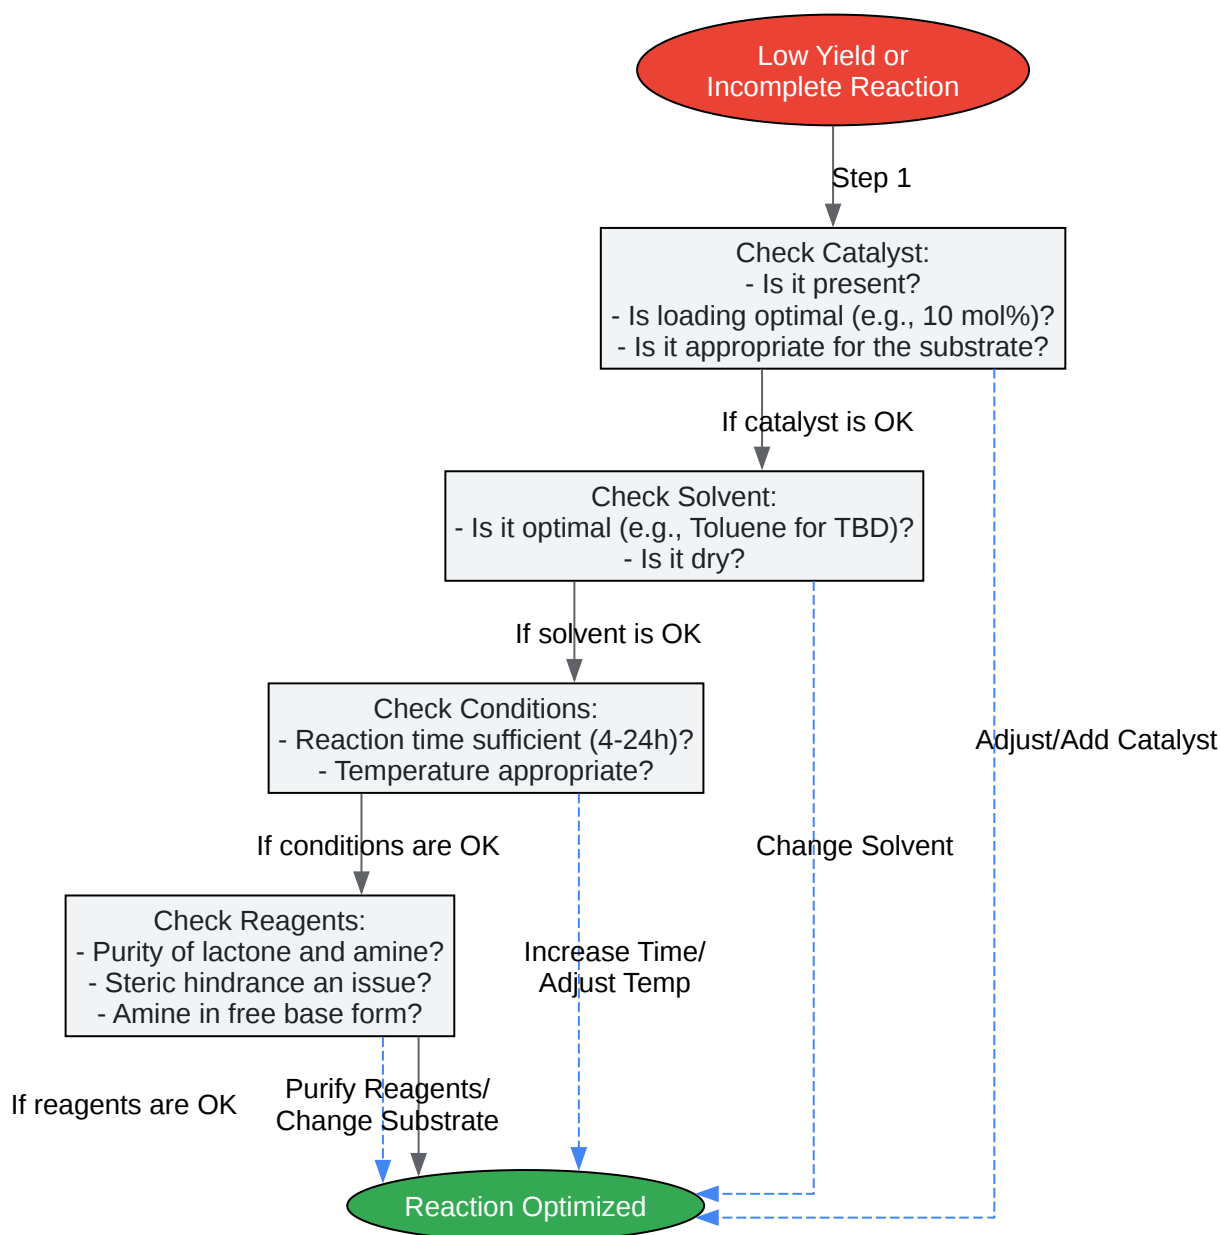 Low Yield or
Incomplete Reaction
Step 1
Check Catalyst:
- Is it present?
- Is loading optimal (e.g., 10 mol%)?
- Is it appropriate for the substrate?
If catalyst is OK
Check Solvent:
- Is it optimal (e.g., Toluene for TBD)?
- Is it dry?
If solvent is OK
Check Conditions:
- Reaction time sufficient (4-24h)?
- Temperature appropriate?
Adjust/Add Catalyst
If conditions are OK
Change Solvent
Check Reagents:
- Purity of lactone and amine?
- Steric hindrance an issue?
- Amine in free base form?
Increase Time/
Adjust Temp
If reagents are OK
Purify Reagents/
Change Substrate
Reaction Optimized